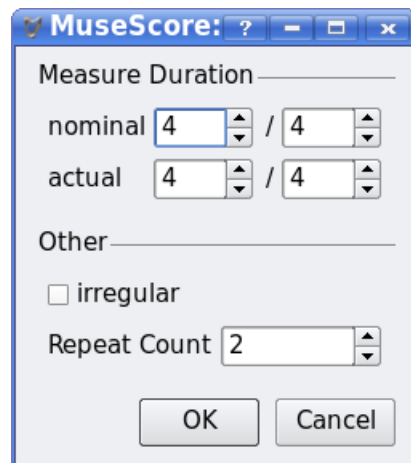 MuseScore: ?
Measure Duration
nominal 4 / 4
actual 4 / 4
Other
irregular
Repeat Count 2
OK Cancel